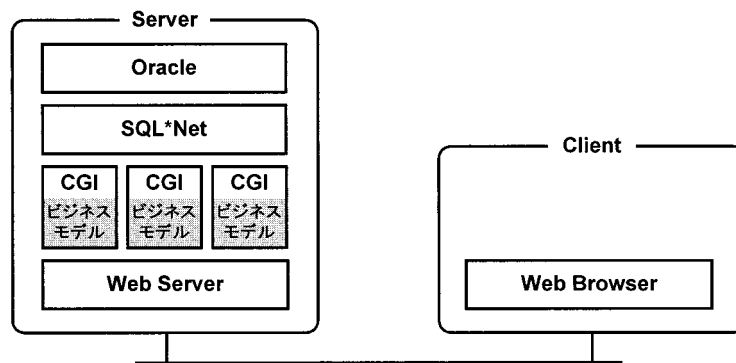 Server
Oracle
SQL*Net
CGI CGI CGI
ビジネス ビジネス ビジネス
モデル モデル モデル
Web Server
Client
Web Browser